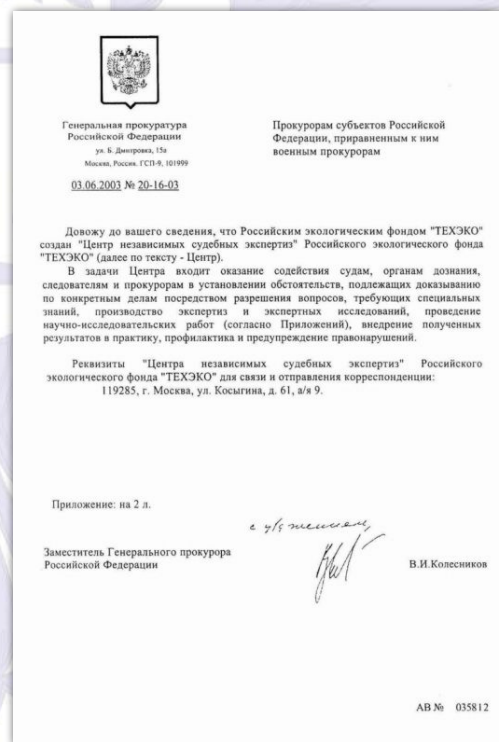 Генеральная прокуратура
Российской Федерации
ул. Б. Дмитровка, 15а
Москва, Россия, ГСП-9, 101999
03.06.2003 № 20-16-03
Прокурорам субъектов Российской
Федерации, приравненным к ним
военным прокурорам
Довожу до вашего сведения, что Российским экологическим фондом "ТЕХЭКО"
создан "Центр независимых судебных экспертиз" Российского экологического фонда
"ТЕХЭКО" (далее по тексту - Центр).
В задачи Центра входит оказание содействия судам, органам дознания,
следователям и прокурорам в установлении обстоятельств, подлежащих доказыванию
по конкретным делам посредством разрешения вопросов, требующих специальных
знаний, производство экспертиз и экспертных исследований, проведение
научно-исследовательских работ (согласно Приложений), внедрение полученных
результатов в практику, профилактика и предупреждение правонарушений.
Реквизиты "Центра независимых судебных экспертиз" Российского
экологического фонда "ТЕХЭКО" для связи и отправления корреспонденции:
119285, г. Москва, ул. Косыгина, д. 61, а/я 9.
Приложение: на 2 л.
с уважением,
Заместитель Генерального прокурора
Российской Федерации
В.И.Колесников
АВ № 035812